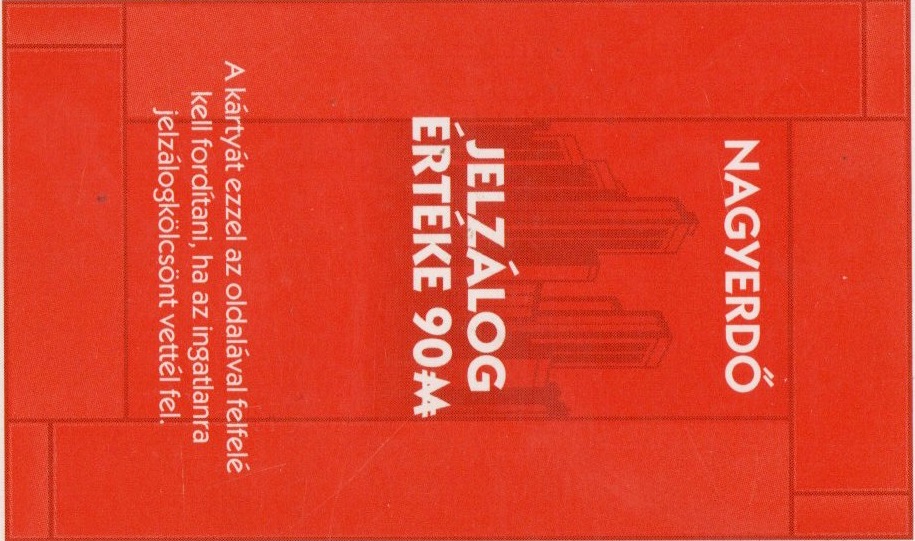 NAGYERDŐ
JELZÁLOG
ÉRTÉKE 90₩
A kártyát ezzel az oldalával felfelé
kell fordítani, ha az ingatlanra
jelzálogkölcsönt vettél fel.